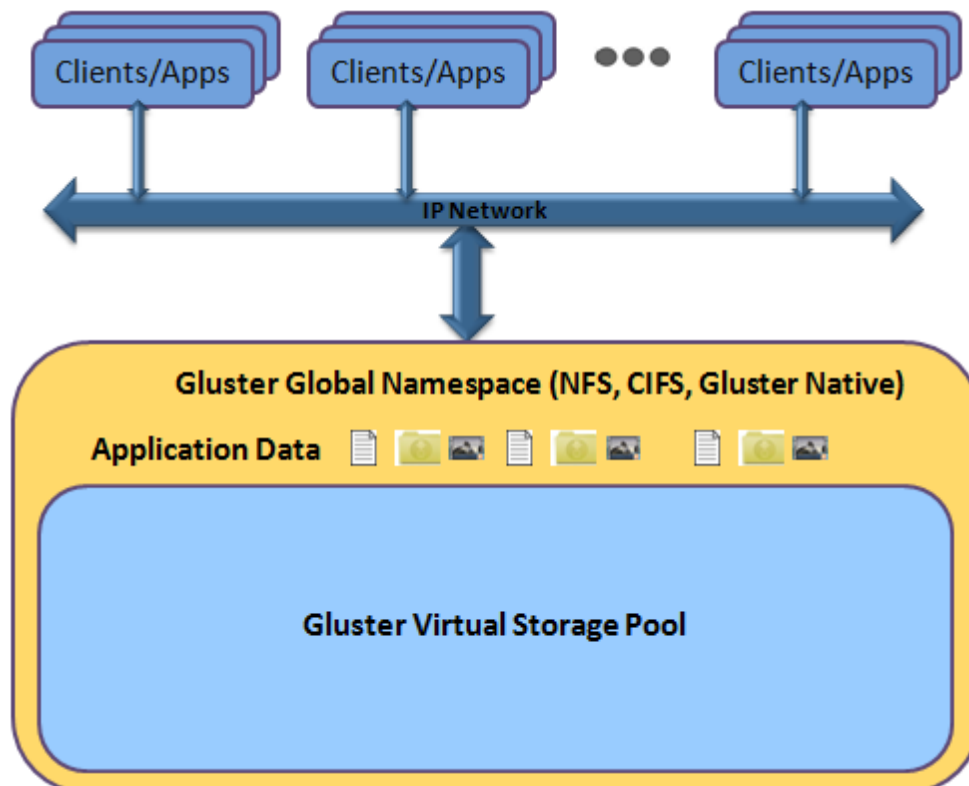 Clients/Apps
Clients/Apps
Clients/Apps
IP Network
Gluster Global Namespace (NFS, CIFS, Gluster Native)
Application Data
Gluster Virtual Storage Pool